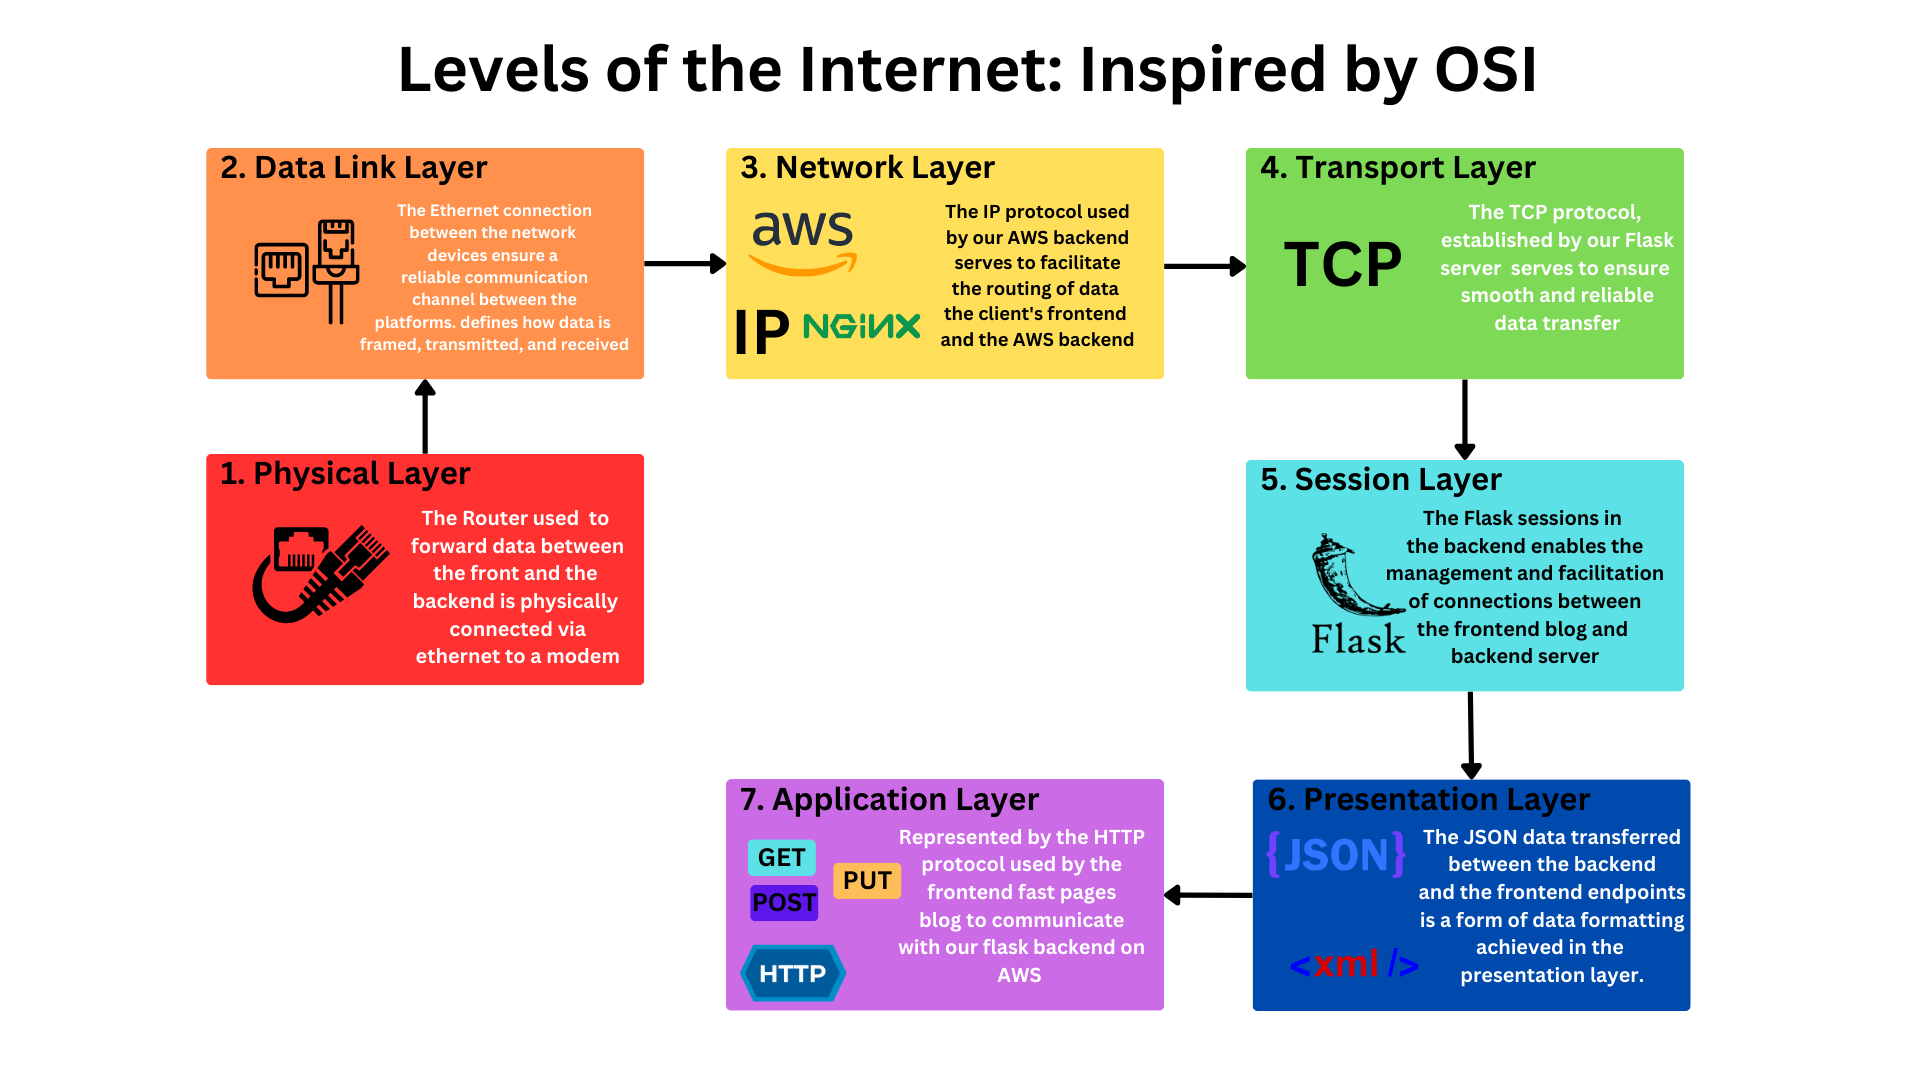 Levels of the Internet: Inspired by OSI
1. Physical Layer
The Router used  to
forward data between
the front and the
backend is physically
connected via
ethernet to a modem
2. Data Link Layer
The Ethernet connection
between the network
devices ensure a
reliable communication
channel between the
platforms. defines how data is
framed, transmitted, and received
3. Network Layer
aws
IP
NGiNX
The IP protocol used
by our AWS backend
serves to facilitate
the routing of data
the client's frontend
and the AWS backend
4. Transport Layer
TCP
The TCP protocol,
established by our Flask
server  serves to ensure
smooth and reliable
data transfer
5. Session Layer
Flask
The Flask sessions in
the backend enables the
management and facilitation
of connections between
the frontend blog and
backend server
6. Presentation Layer
{JSON}
<xml />
The JSON data transferred
between the backend
and the frontend endpoints
is a form of data formatting
achieved in the
presentation layer.
7. Application Layer
GET
PUT
POST
HTTP
Represented by the HTTP
protocol used by the
frontend fast pages
blog to communicate
with our flask backend on
AWS